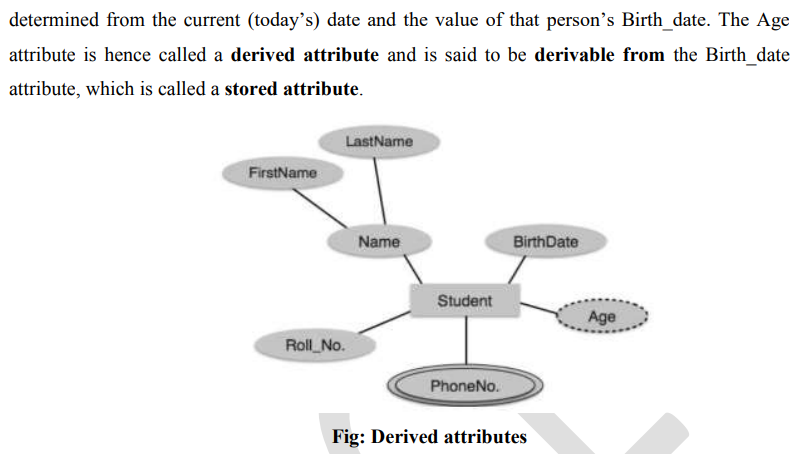 determined from the current (today’s) date and the value of that person’s Birth_date. The Age
attribute is hence called a derived attribute and is said to be derivable from the Birth_date
attribute, which is called a stored attribute.
LastName
FirstName
Name
BirthDate
Student
Age
Roll_No.
PhoneNo.
Fig: Derived attributes